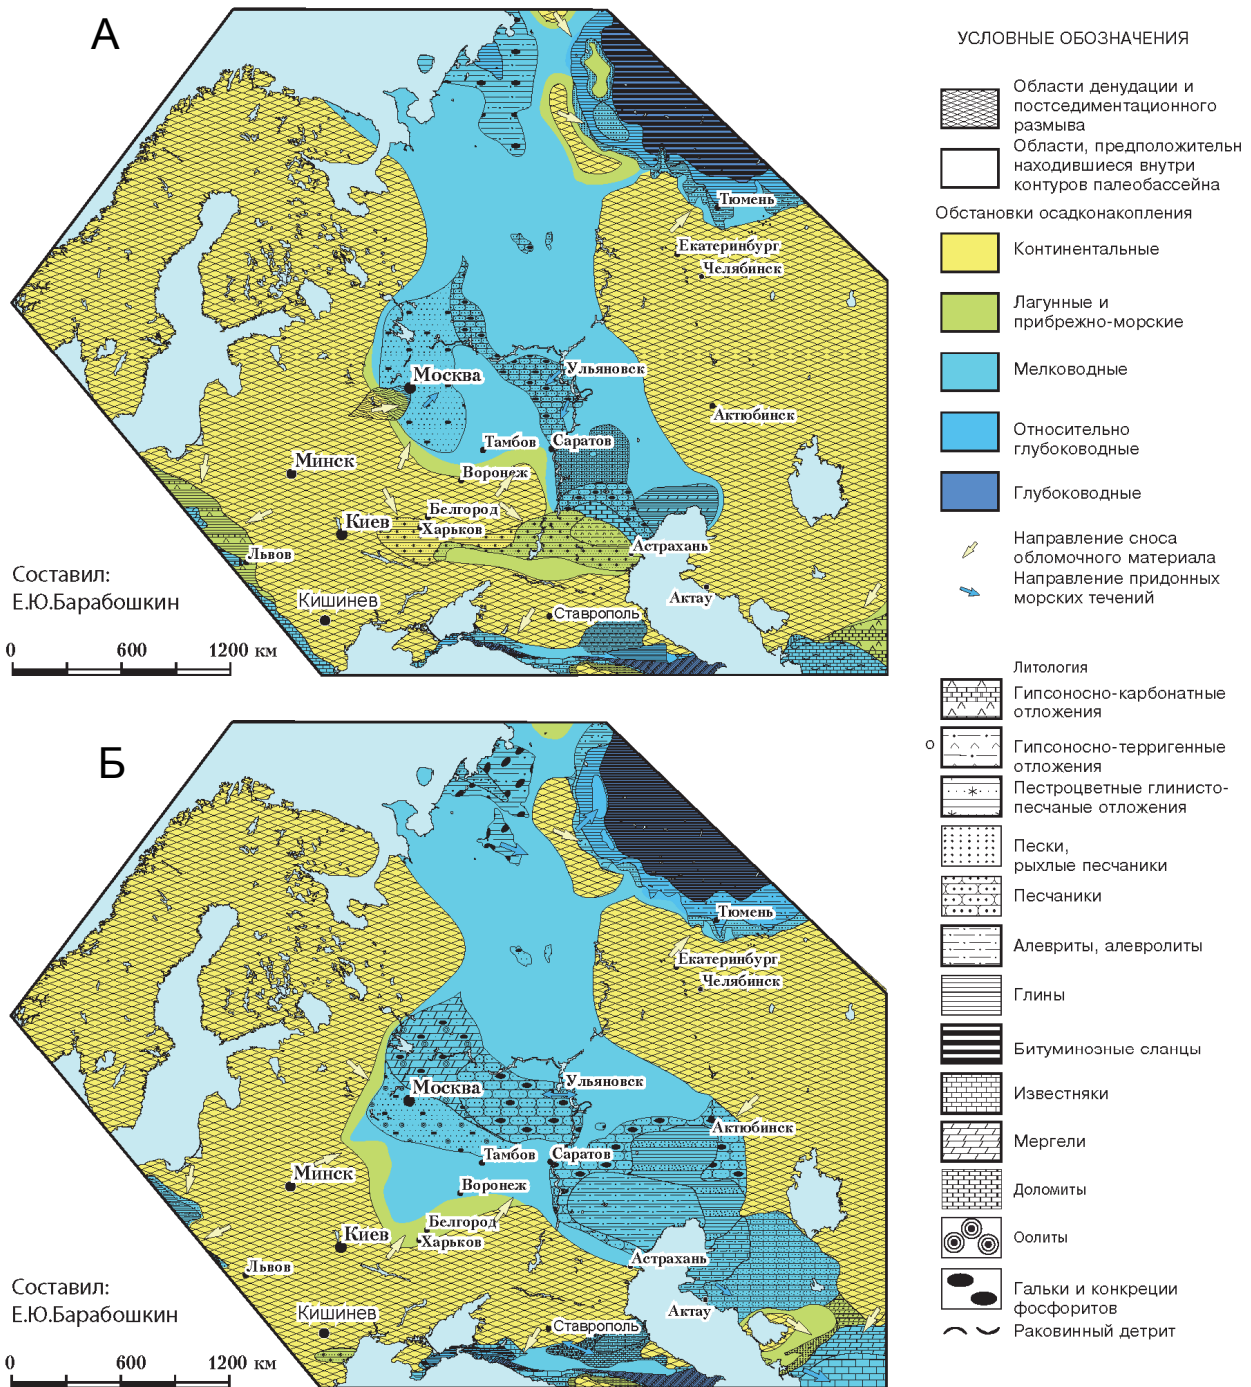 А
Тюмень
Екатеринбург
Челябинск
Москва
Ульяновск
Актюбинск
Тамбов
Саратов
Минск
Воронеж
Белгород
Киев
Харьков
Львов
Астрахань
Составил:
Е.Ю.Барабошкин
Кишинев
Ставрополь
Актау
0 600 1200 км
Б
Тюмень
Екатеринбург
Челябинск
Москва
Ульяновск
Актюбинск
Тамбов
Саратов
Минск
Воронеж
Белгород
Киев
Харьков
Львов
Астрахань
Составил:
Е.Ю.Барабошкин
Кишинев
Ставрополь
Актау
0 600 1200 км
УСЛОВНЫЕ ОБОЗНАЧЕНИЯ
Области денудации и
постседиментационного
размыва
Области, предположительн
находившиеся внутри
контуров палеобассейна
Обстановки осадконакопления
Континентальные
Лагунные и
прибрежно-морские
Мелководные
Относительно
глубоководные
Глубоководные
Направление сноса
обломочного материала
Направление придонных
морских течений
Литология
Гипсоносно-карбонатные
отложения
о
Гипсоносно-терригенные
отложения
Пестроцветные глинисто-
песчаные отложения
Пески,
рыхлые песчаники
Песчаники
Алевриты, алевролиты
Глины
Битуминозные сланцы
Известняки
Мергели
Доломиты
Оолиты
Гальки и конкреции
фосфоритов
Раковинный детрит